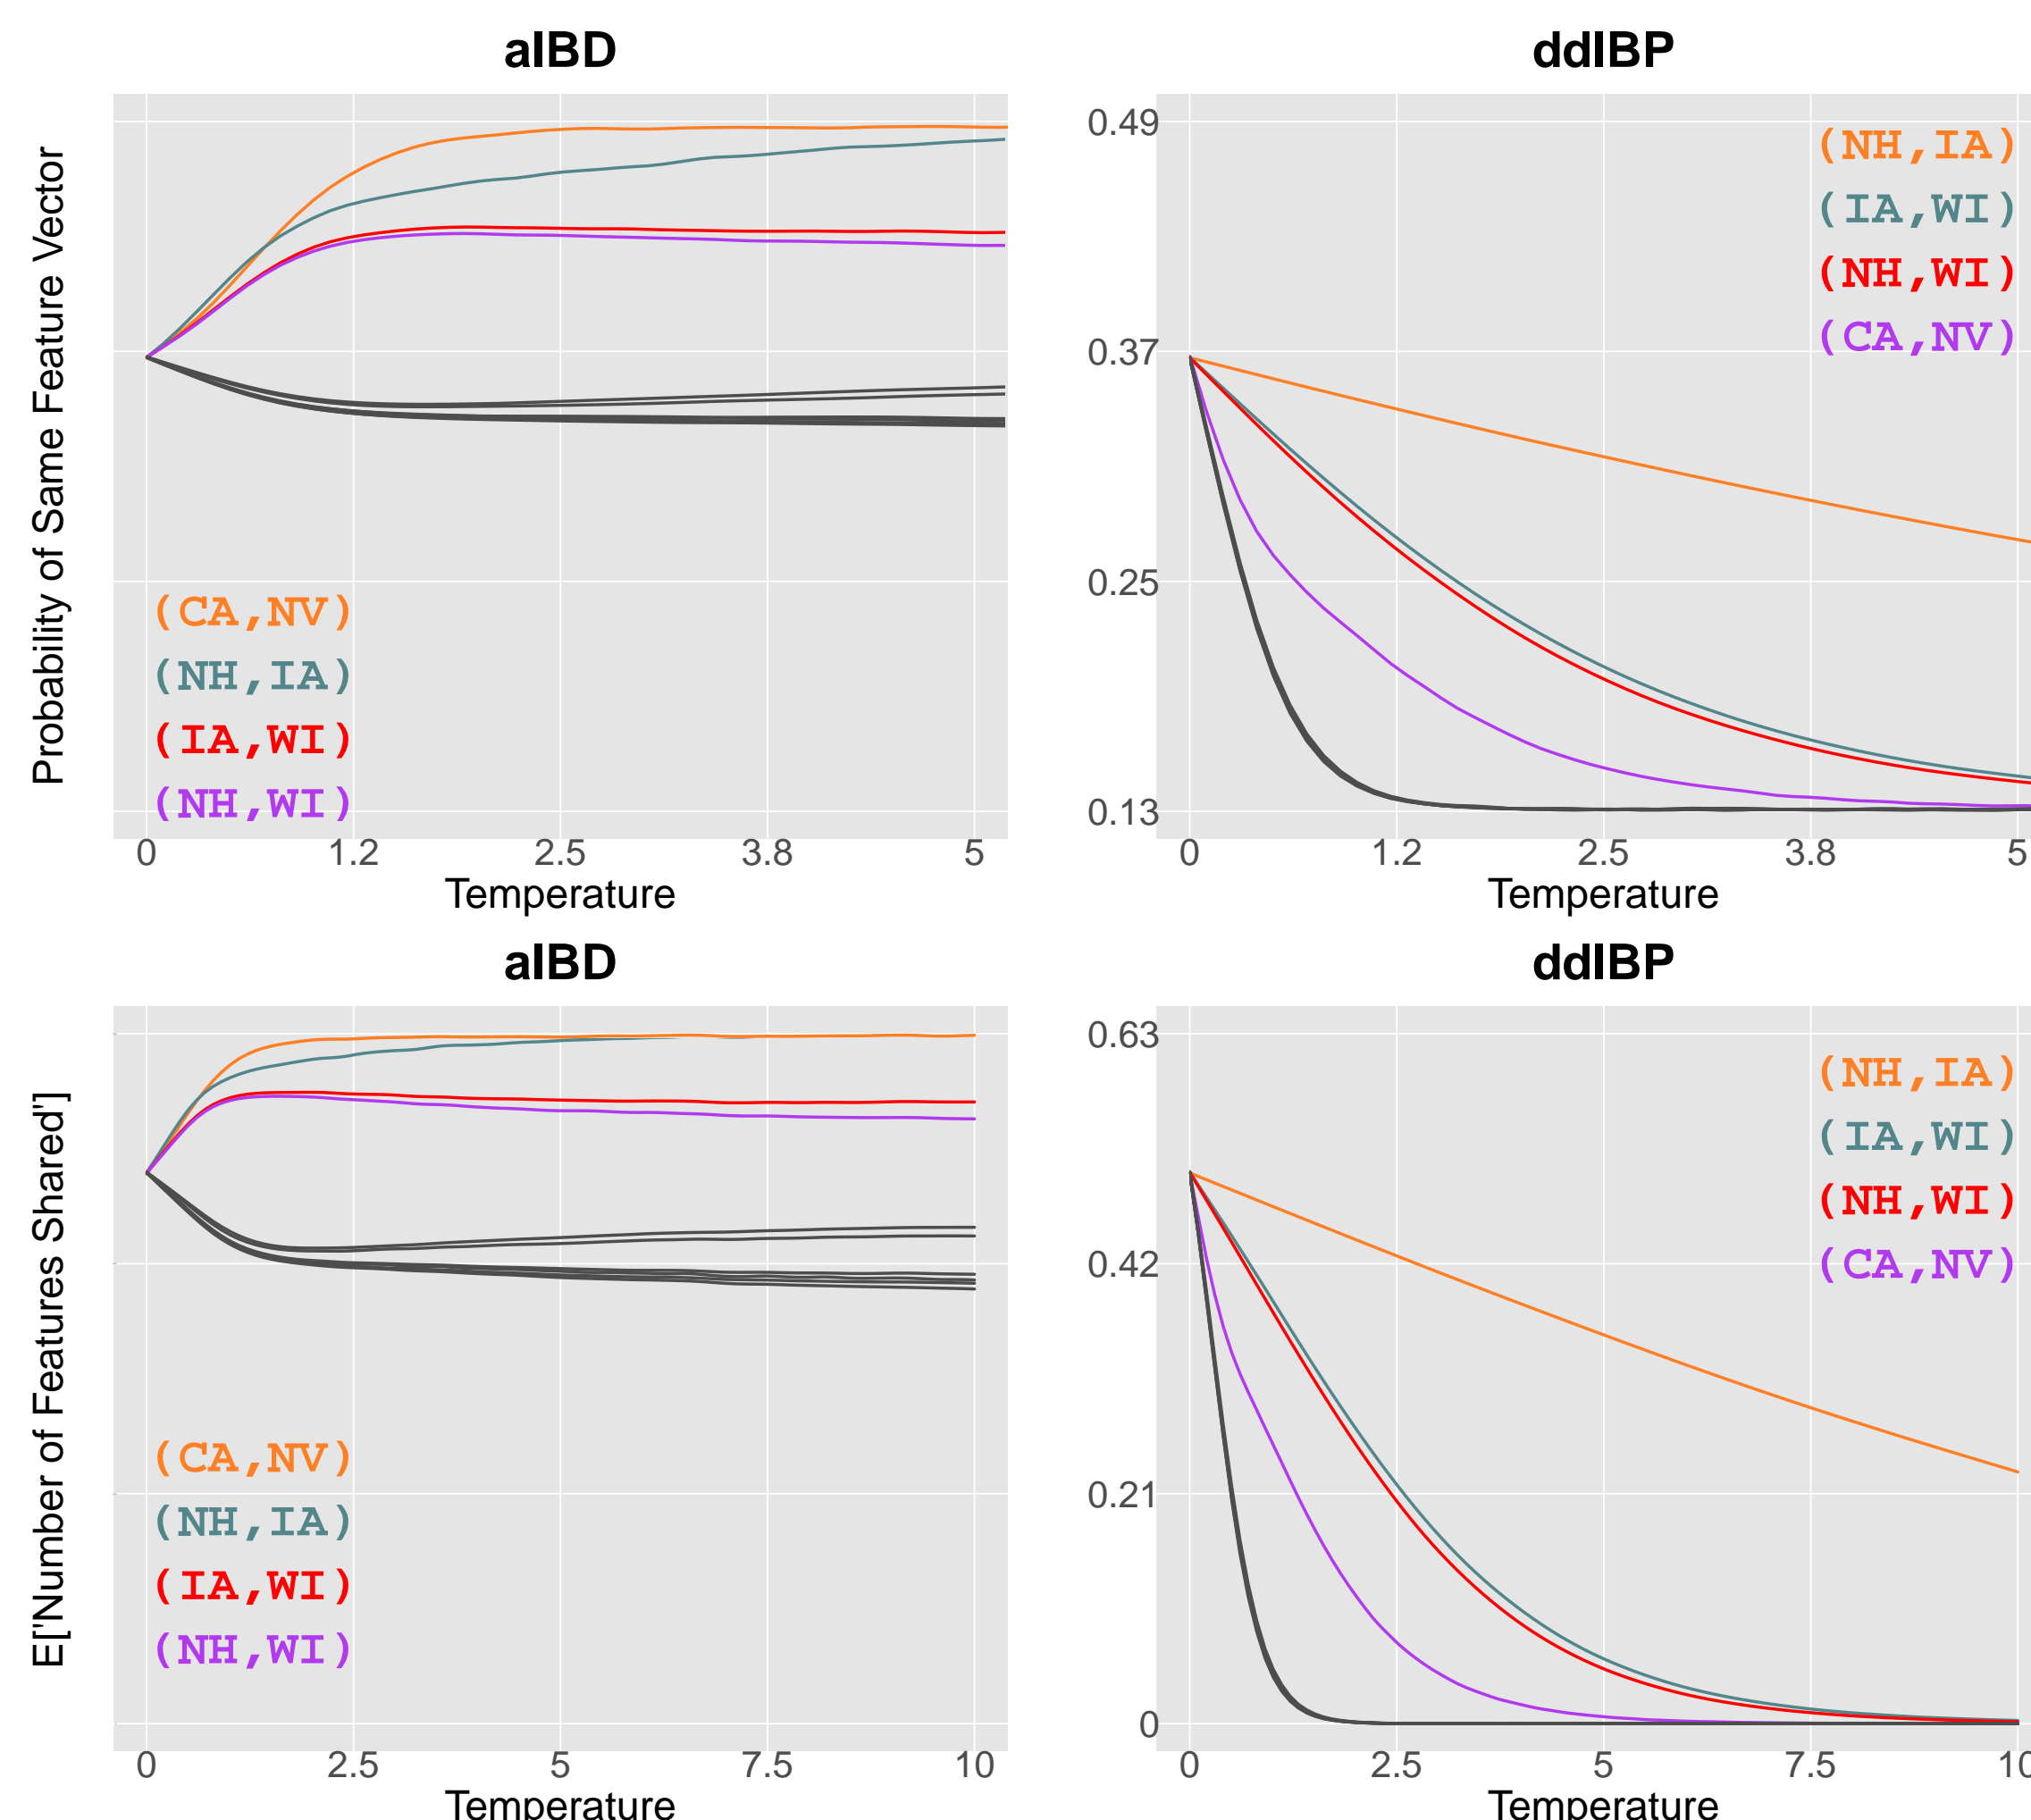 aIBD
Probability of Same Feature Vector
(CA,NV)
(NH,IA)
(IA,WI)
(NH,WI)
0 1.2 2.5 3.8 5
Temperature
ddIBP
0.49
0.37
0.25
0.13
(NH,IA)
(IA,WI)
(NH,WI)
(CA,NV)
0 1.2 2.5 3.8 5
Temperature
aIBD
E['Number of Features Shared']
(CA,NV)
(NH,IA)
(IA,WI)
(NH,WI)
0 2.5 5 7.5 10
Temperature
ddIBP
0.63
0.42
0.21
0
(NH,IA)
(IA,WI)
(NH,WI)
(CA,NV)
0 2.5 5 7.5 10
Temperature